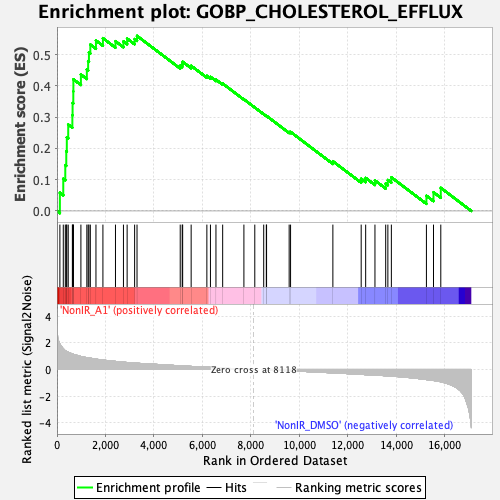 Enrichment plot: GOBP_CHOLESTEROL_EFFLUX
Enrichment score (ES)
0.5
0.4
0.3
0.2
0.1
0.0
'NonIR_A1' (positively correlated)
Ranked list metric (Signal2Noise)
4
2
0
-2
-4
Zero cross at 8118
'NonIR_DMSO' (negatively correlated)
0
2,000
4,000
6,000
8,000
10,000
12,000
14,000
16,000
Rank in Ordered Dataset
Enrichment profile
Hits
Ranking metric scores